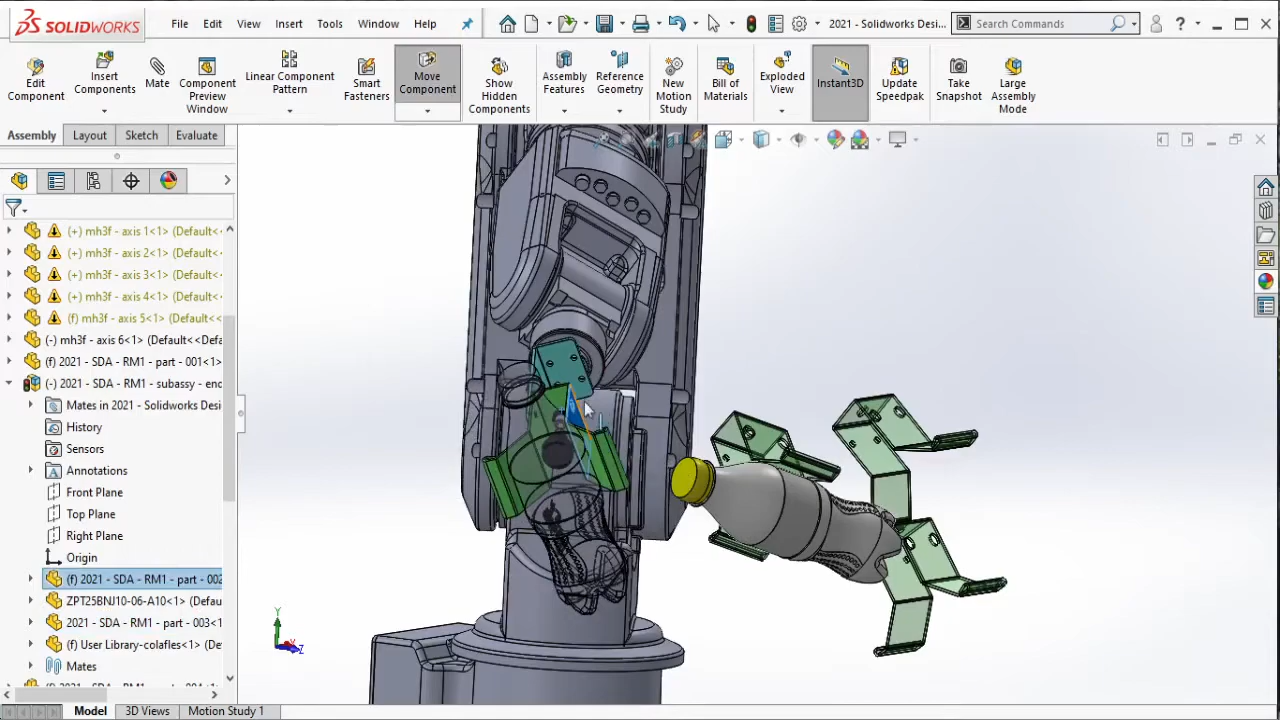 SOLIDWORKS
File Edit View Insert Tools Window Help
2021 - Solidworks Desi...
Search Commands
Edit Component
Insert Components
Mate
Component Preview Window
Linear Component Pattern
Smart Fasteners
Move Component
Show Hidden Components
Assembly Features
Reference Geometry
New Motion Study
Bill of Materials
Exploded View
Instant3D
Update Speedpak
Take Snapshot
Large Assembly Mode
Assembly Layout Sketch Evaluate
(+) mh3f - axis 1<1> (Default<<
(+) mh3f - axis 2<1> (Default<<
(+) mh3f - axis 3<1> (Default<<
(+) mh3f - axis 4<1> (Default<<
(f) mh3f - axis 5<1> (Default<<
(-) mh3f - axis 6<1> (Default<<Defa
(f) 2021 - SDA - RM1 - part - 001<1>
(-) 2021 - SDA - RM1 - subassy - end
Mates in 2021 - Solidworks Desi
History
Sensors
Annotations
Front Plane
Top Plane
Right Plane
Origin
(f) 2021 - SDA - RM1 - part - 002
ZPT25BNJ10-06-A10<1> (Defau
2021 - SDA - RM1 - part - 003<1
(f) User Library-colafles<1> (De
Mates
Y
Z
Model 3D Views Motion Study 1